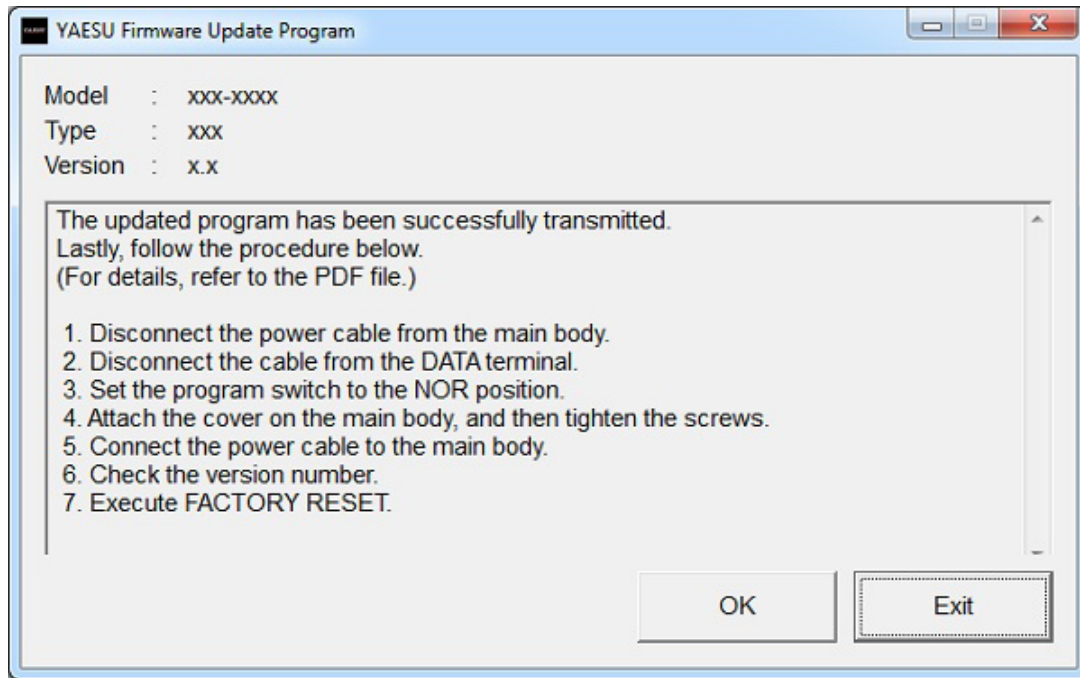 YAESU Firmware Update Program
Model : xxx-xxxx
Type : xxx
Version : x.x
The updated program has been successfully transmitted.
Lastly, follow the procedure below.
(For details, refer to the PDF file.)
1. Disconnect the power cable from the main body.
2. Disconnect the cable from the DATA terminal.
3. Set the program switch to the NOR position.
4. Attach the cover on the main body, and then tighten the screws.
5. Connect the power cable to the main body.
6. Check the version number.
7. Execute FACTORY RESET.
OK Exit